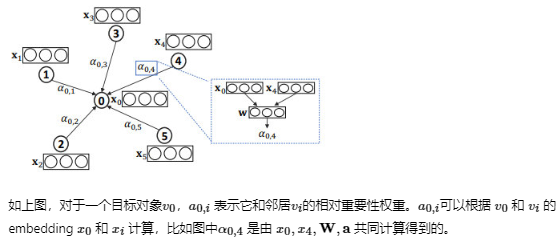 x₃
3
x₄
x₁
α₀,₃
α₀,₄
4
1
x₀ x₄
α₀,₁
0 x₀
w
α₀,₂
α₀,₅
α₀,₄
2
5
x₂
x₅
如上图，对于一个目标对象v₀，a₀,ᵢ 表示它和邻居vᵢ的相对重要性权重。a₀,ᵢ可以根据 v₀ 和 vᵢ 的
embedding x₀ 和 xᵢ 计算，比如图中α₀,₄ 是由 x₀, x₄, W, a 共同计算得到的。